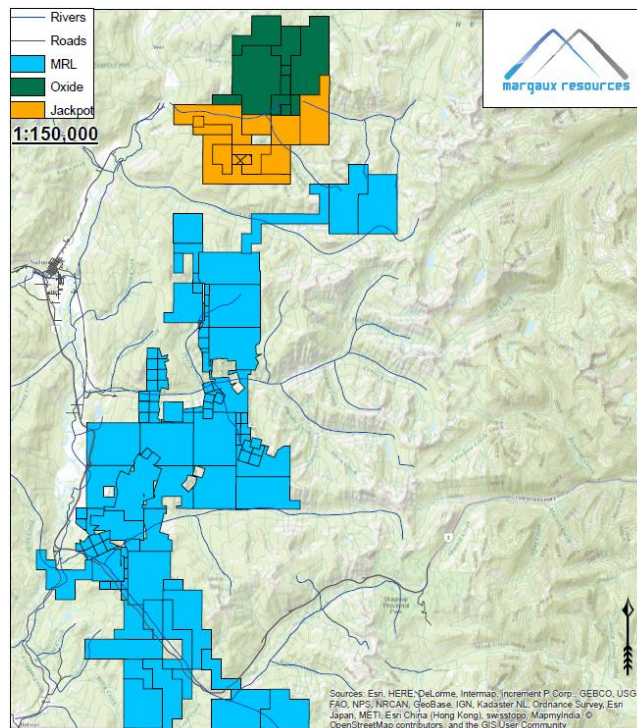 Rivers
Roads
MRL
Oxide
Jackpot
1:150,000
margaux resources
Sources: Esri, HERE, DeLorme, Intermap, increment P Corp., GEBCO, USG
FAO, NPS, NRCAN, GeoBase, IGN, Kadaster NL, Ordnance Survey, Esri
Japan, METI, Esri China (Hong Kong), swisstopo, MapmyIndia, ©
OpenStreetMap contributors, and the GIS User Community